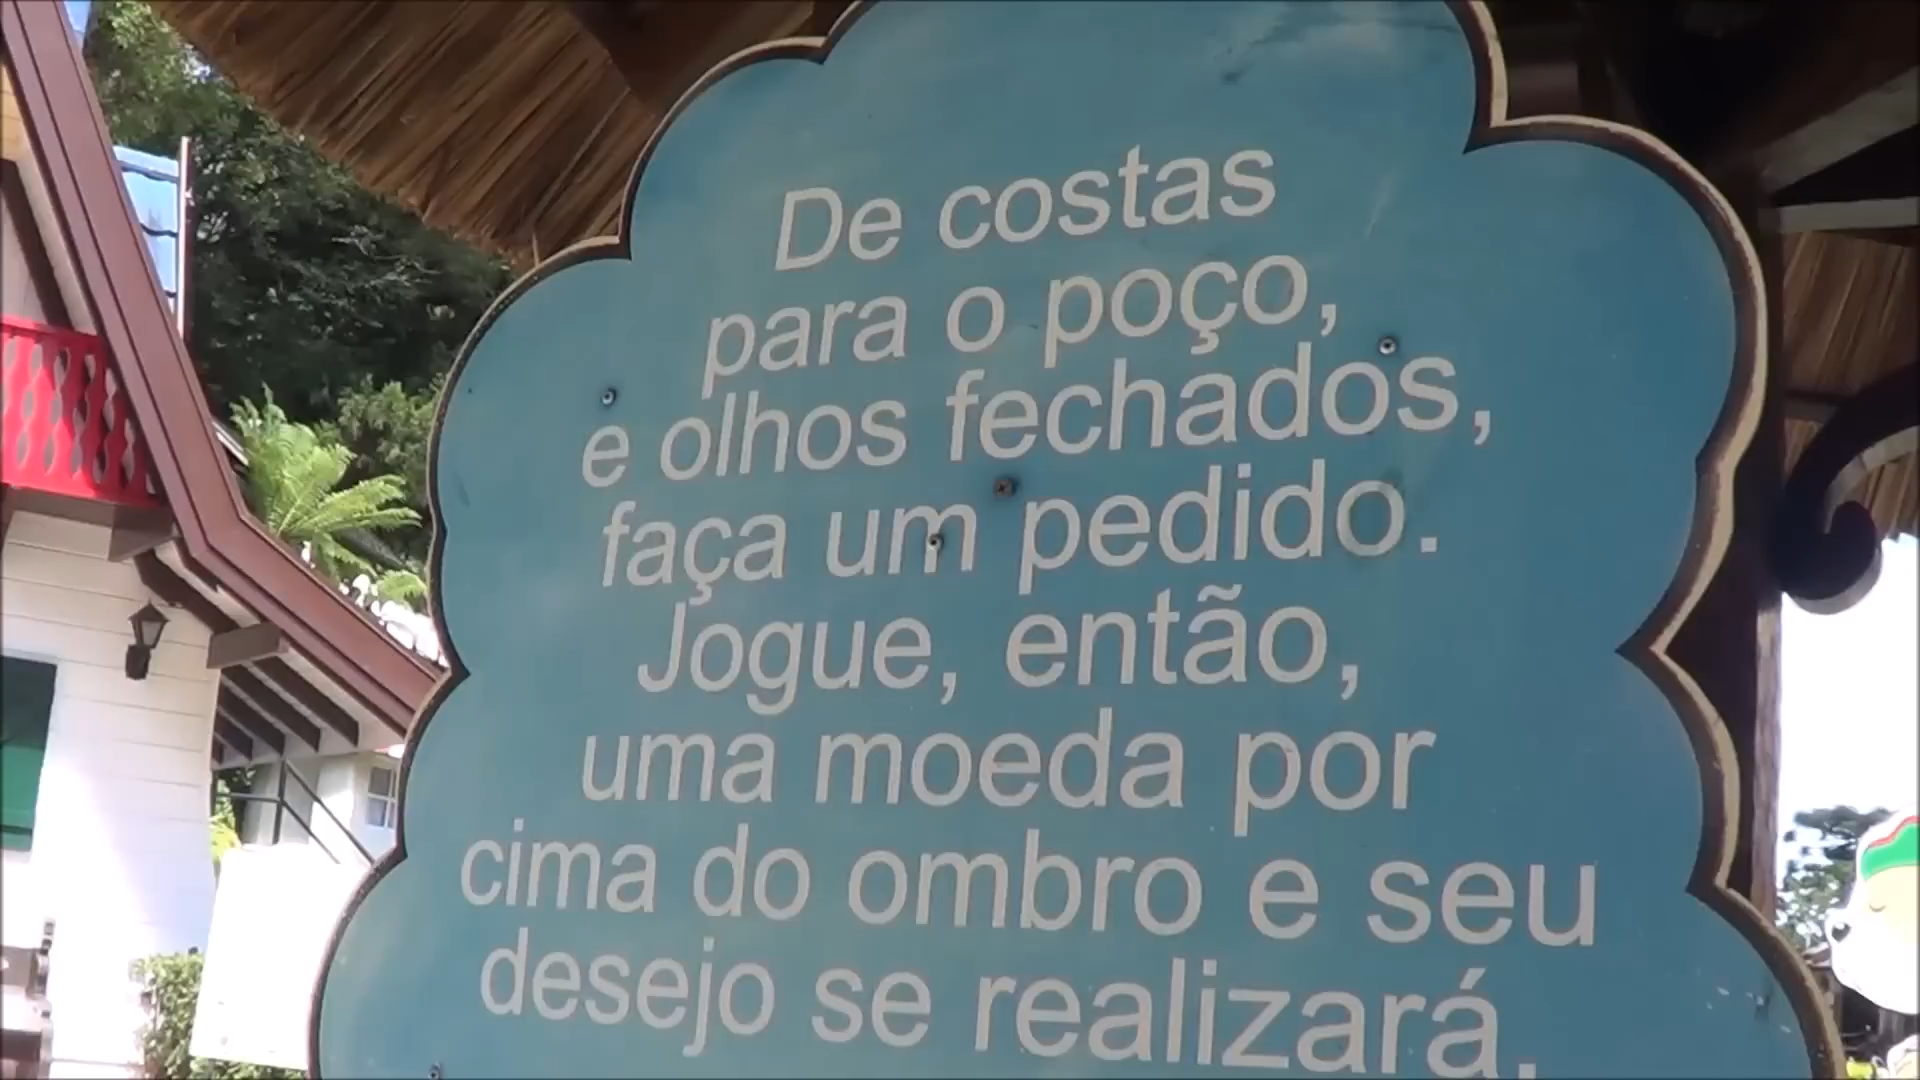 De costas
para o poço,
e olhos fechados,
faça um pedido.
Jogue, então,
uma moeda por
cima do ombro e seu
desejo se realizará.